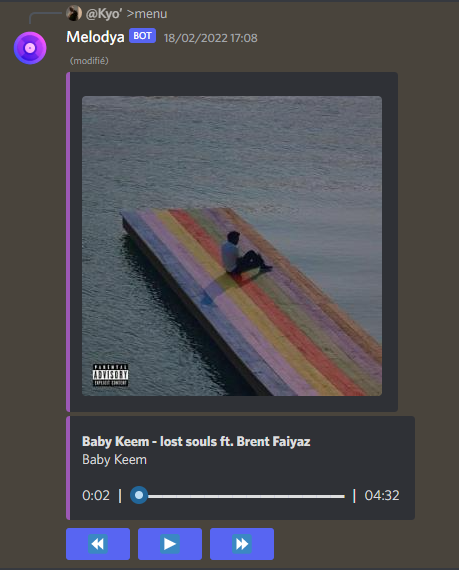 @Kyo’ >menu
Melodya BOT 18/02/2022 17:08
(modifié)
PARENTAL
ADVISORY
EXPLICIT CONTENT
Baby Keem - lost souls ft. Brent Faiyaz
Baby Keem
0:02 | | 04:32